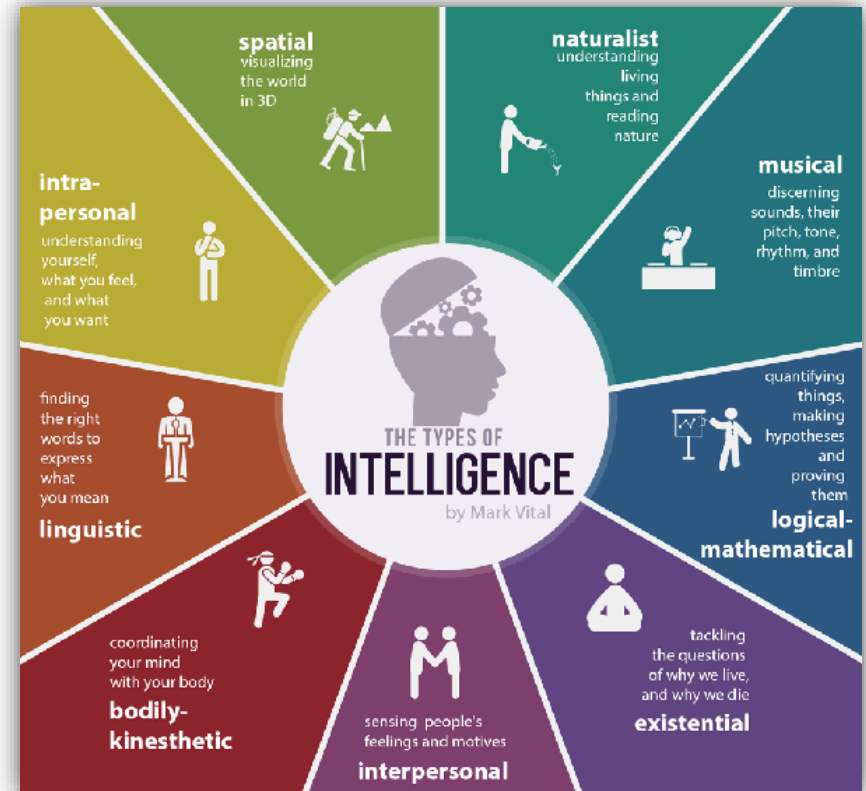 spatial
visualizing
the world
in 3D
naturalist
understanding
living
things and
reading
nature
musical
discerning
sounds, their
pitch, tone,
rhythm, and
timbre
quantifying
things,
making
hypotheses
and
proving
them
logical-
mathematical
tackling
the questions
of why we live,
and why we die
existential
sensing people's
feelings and motives
interpersonal
coordinating
your mind
with your body
bodily-
kinesthetic
finding
the right
words to
express
what
you mean
linguistic
intra-
personal
understanding
yourself,
what you feel,
and what
you want
THE TYPES OF
INTELLIGENCE
by Mark Vital